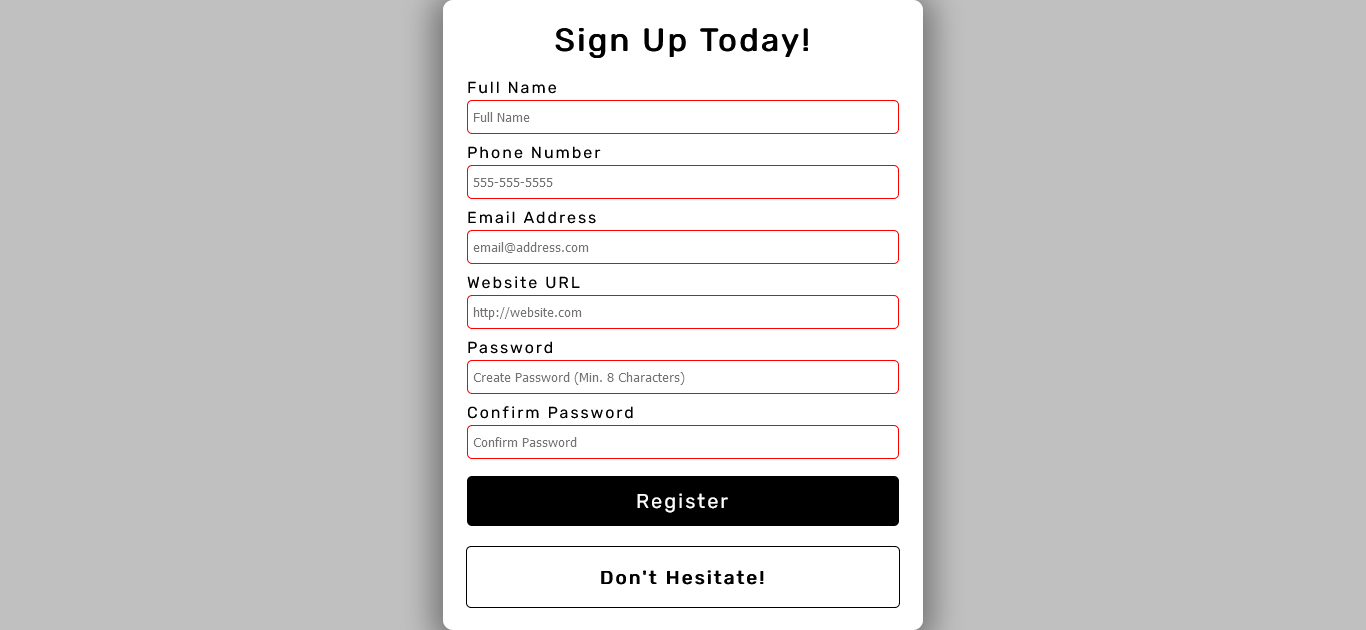 Sign Up Today!
Full Name
Full Name
Phone Number
555-555-5555
Email Address
email@address.com
Website URL
http://website.com
Password
Create Password (Min. 8 Characters)
Confirm Password
Confirm Password
Register
Don't Hesitate!